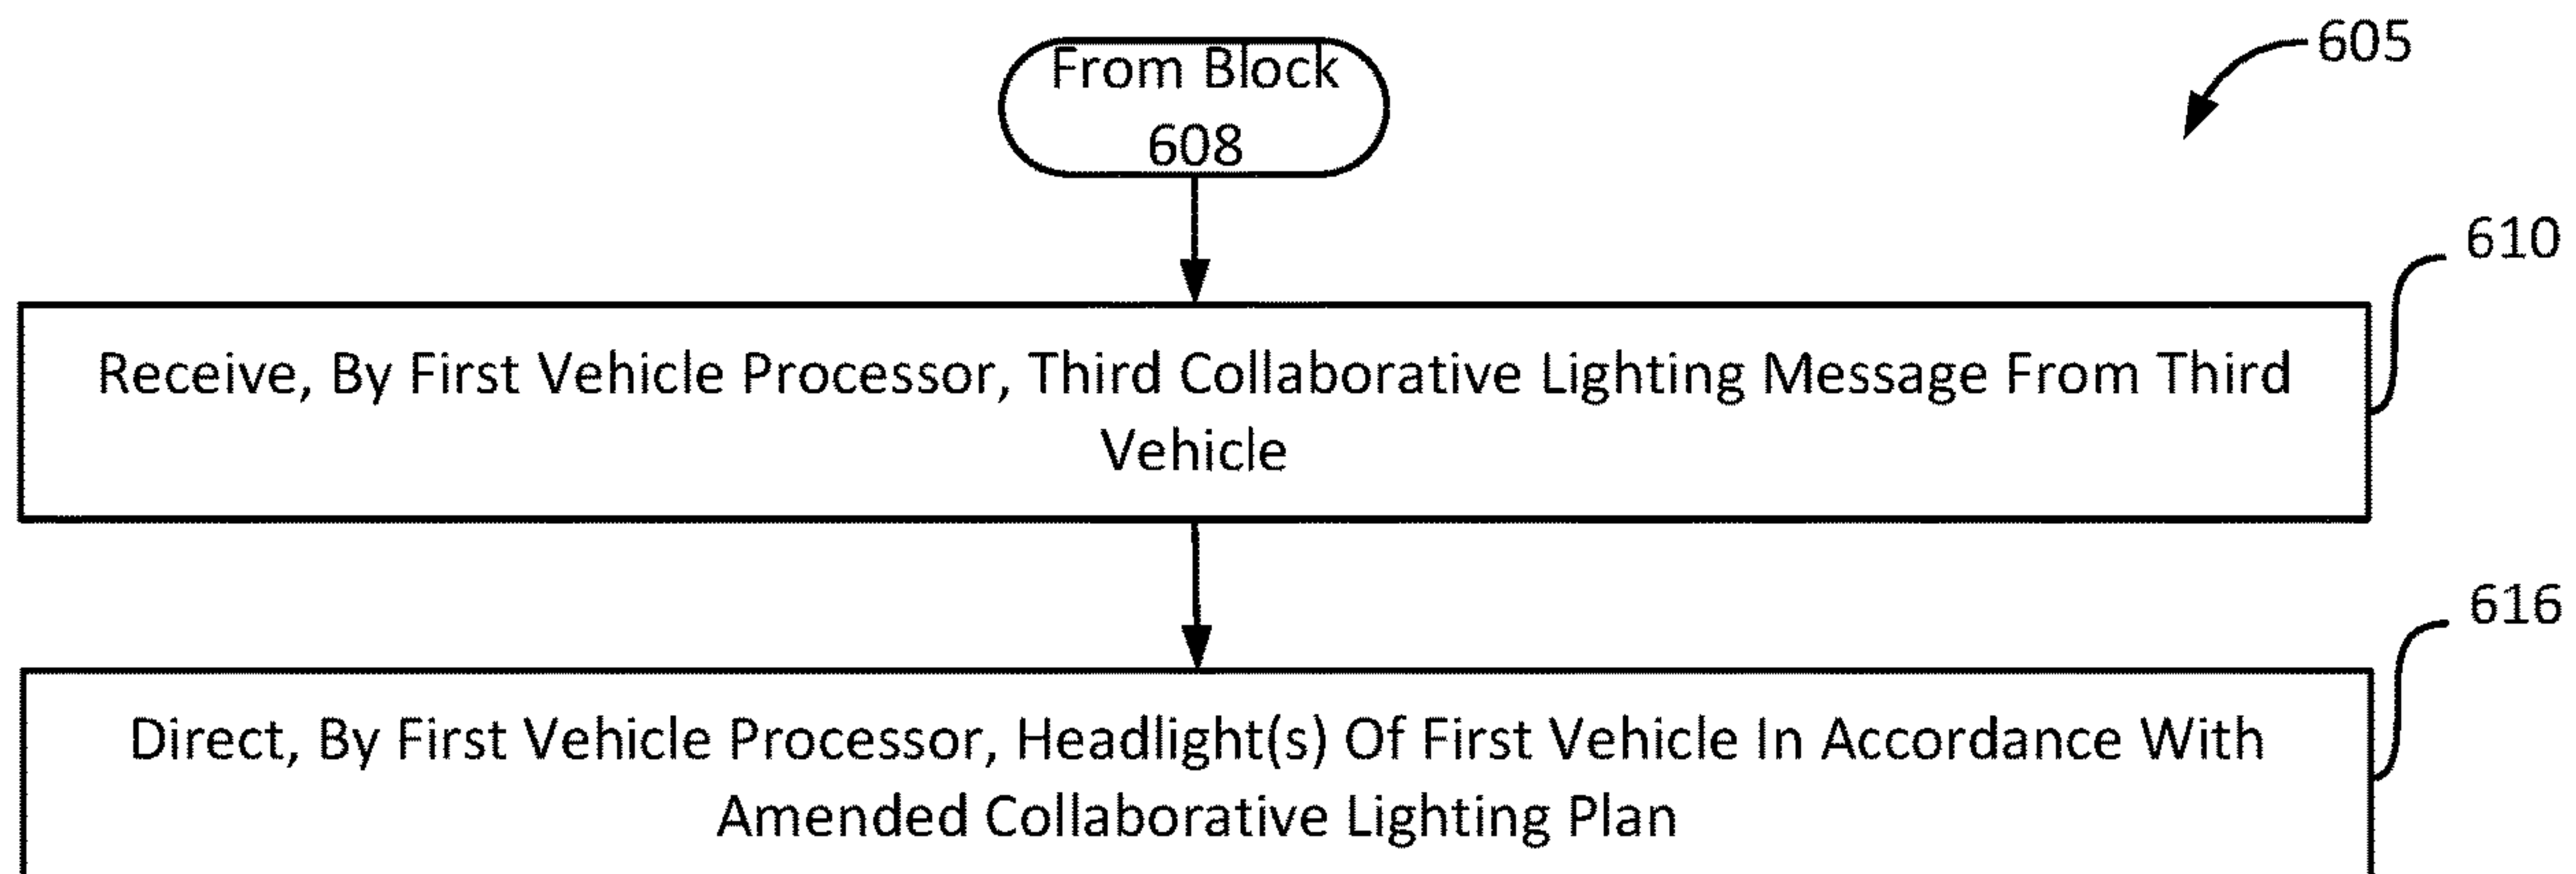 From Block
608
605
610
Receive, By First Vehicle Processor, Third Collaborative Lighting Message From Third
Vehicle
616
Direct, By First Vehicle Processor, Headlight(s) Of First Vehicle In Accordance With
Amended Collaborative Lighting Plan